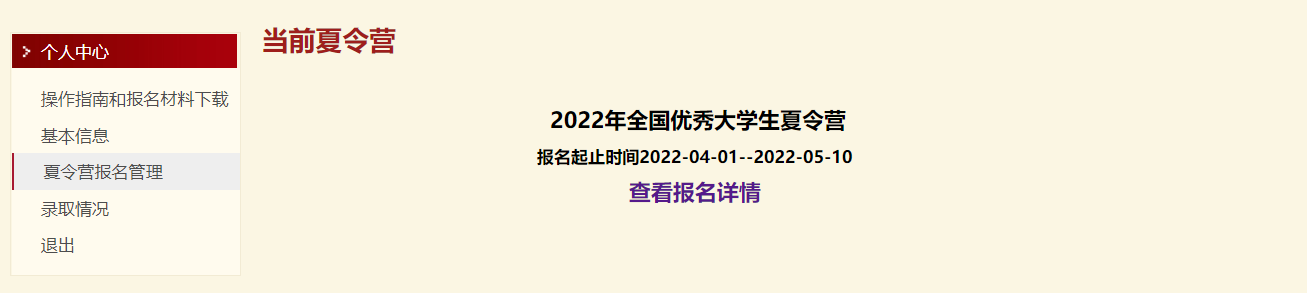 个人中心
操作指南和报名材料下载
基本信息
夏令营报名管理
录取情况
退出
当前夏令营
2022年全国优秀大学生夏令营
报名起止时间2022-04-01--2022-05-10
查看报名详情